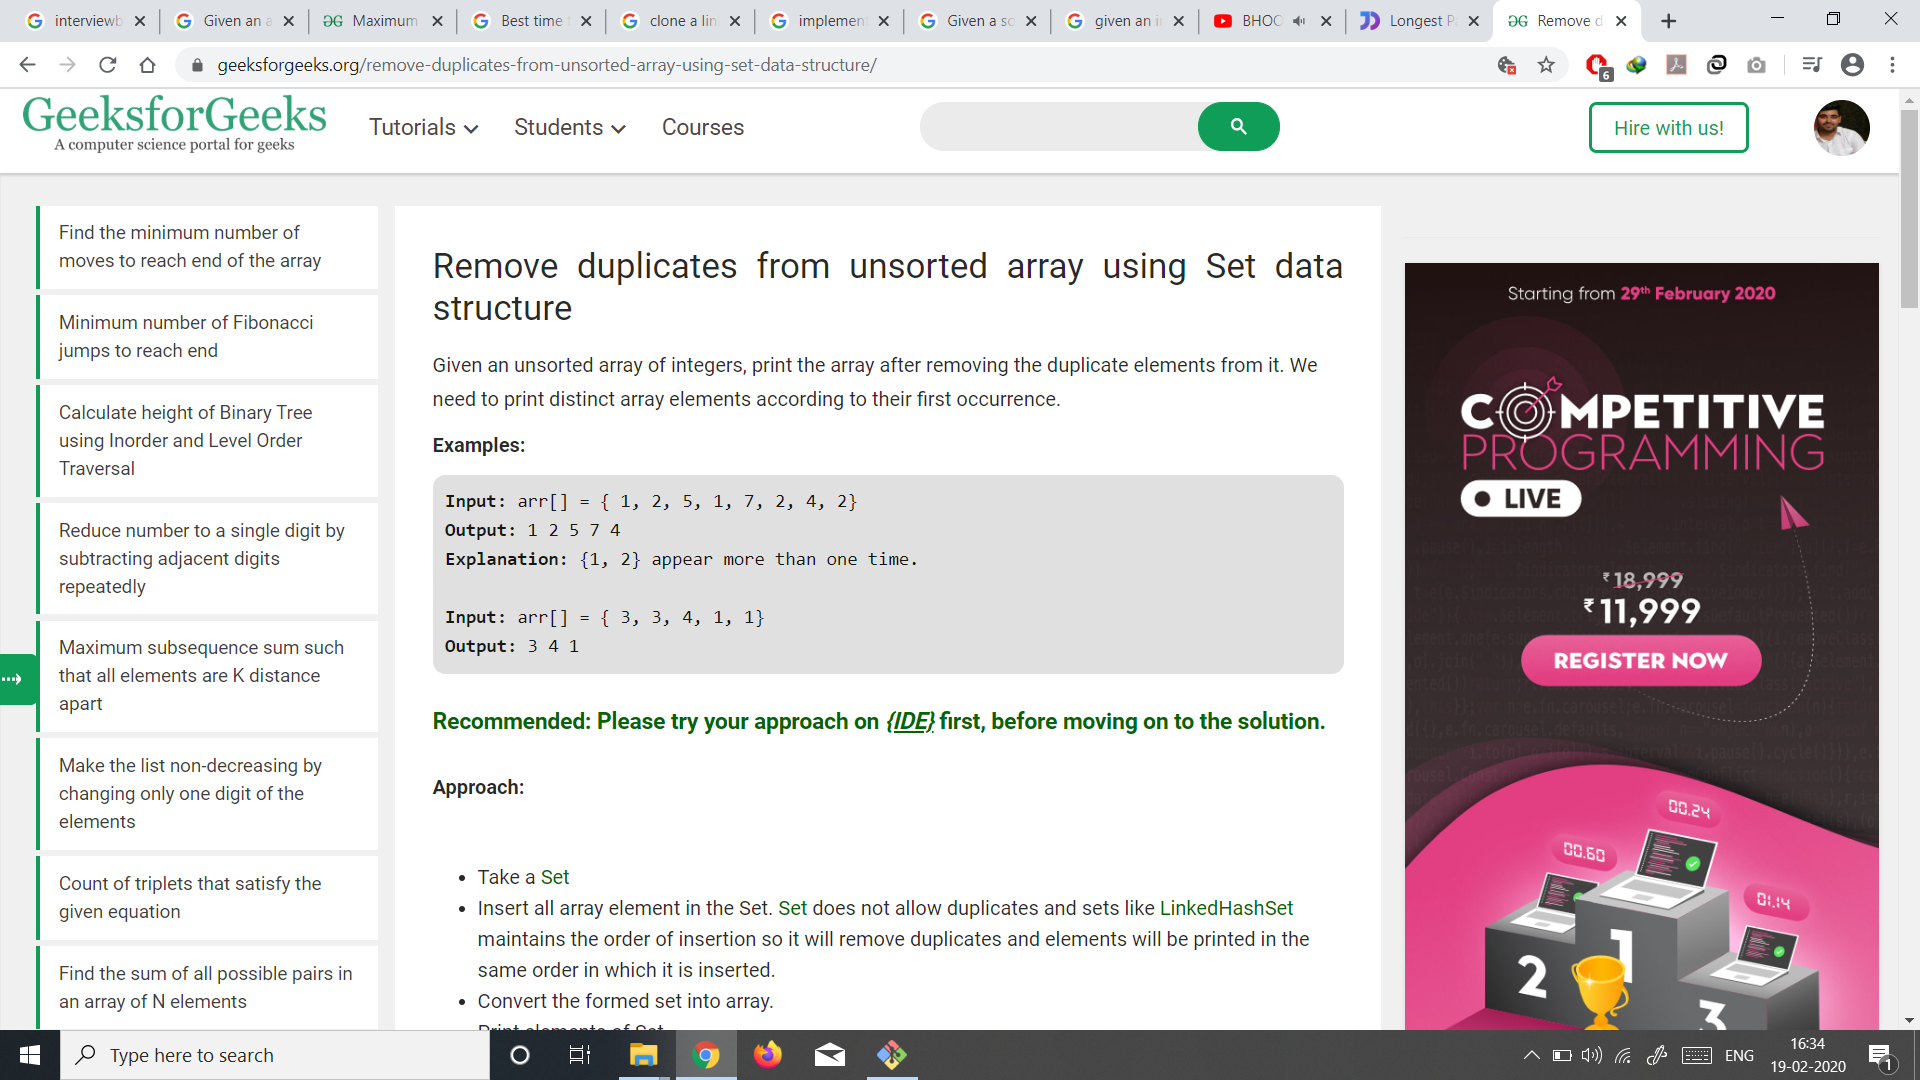 interviewb
Given an a
Maximum
Best time
clone a lin
implemen
Given a so
given an i
BHOO
Longest P
Remove d
geeksforgeeks.org/remove-duplicates-from-unsorted-array-using-set-data-structure/
6
GeeksforGeeks
A computer science portal for geeks
Tutorials
Students
Courses
Hire with us!
Find the minimum number of
moves to reach end of the array
Minimum number of Fibonacci
jumps to reach end
Calculate height of Binary Tree
using Inorder and Level Order
Traversal
Reduce number to a single digit by
subtracting adjacent digits
repeatedly
Maximum subsequence sum such
that all elements are K distance
apart
Make the list non-decreasing by
changing only one digit of the
elements
Count of triplets that satisfy the
given equation
Find the sum of all possible pairs in
an array of N elements
Remove duplicates from unsorted array using Set data
structure
Given an unsorted array of integers, print the array after removing the duplicate elements from it. We
need to print distinct array elements according to their first occurrence.
Examples:
Input: arr[] = { 1, 2, 5, 1, 7, 2, 4, 2}
Output: 1 2 5 7 4
Explanation: {1, 2} appear more than one time.
Input: arr[] = { 3, 3, 4, 1, 1}
Output: 3 4 1
Recommended: Please try your approach on {IDE} first, before moving on to the solution.
Approach:
• Take a Set
• Insert all array element in the Set. Set does not allow duplicates and sets like LinkedHashSet
maintains the order of insertion so it will remove duplicates and elements will be printed in the
same order in which it is inserted.
• Convert the formed set into array.
• Print elements of Set.
Starting from 29th February 2020
COMPETITIVE
PROGRAMMING
LIVE
₹18,999
₹11,999
REGISTER NOW
00.24
00.60
01.14
1
2
3
Type here to search
ENG
16:34
19-02-2020
1